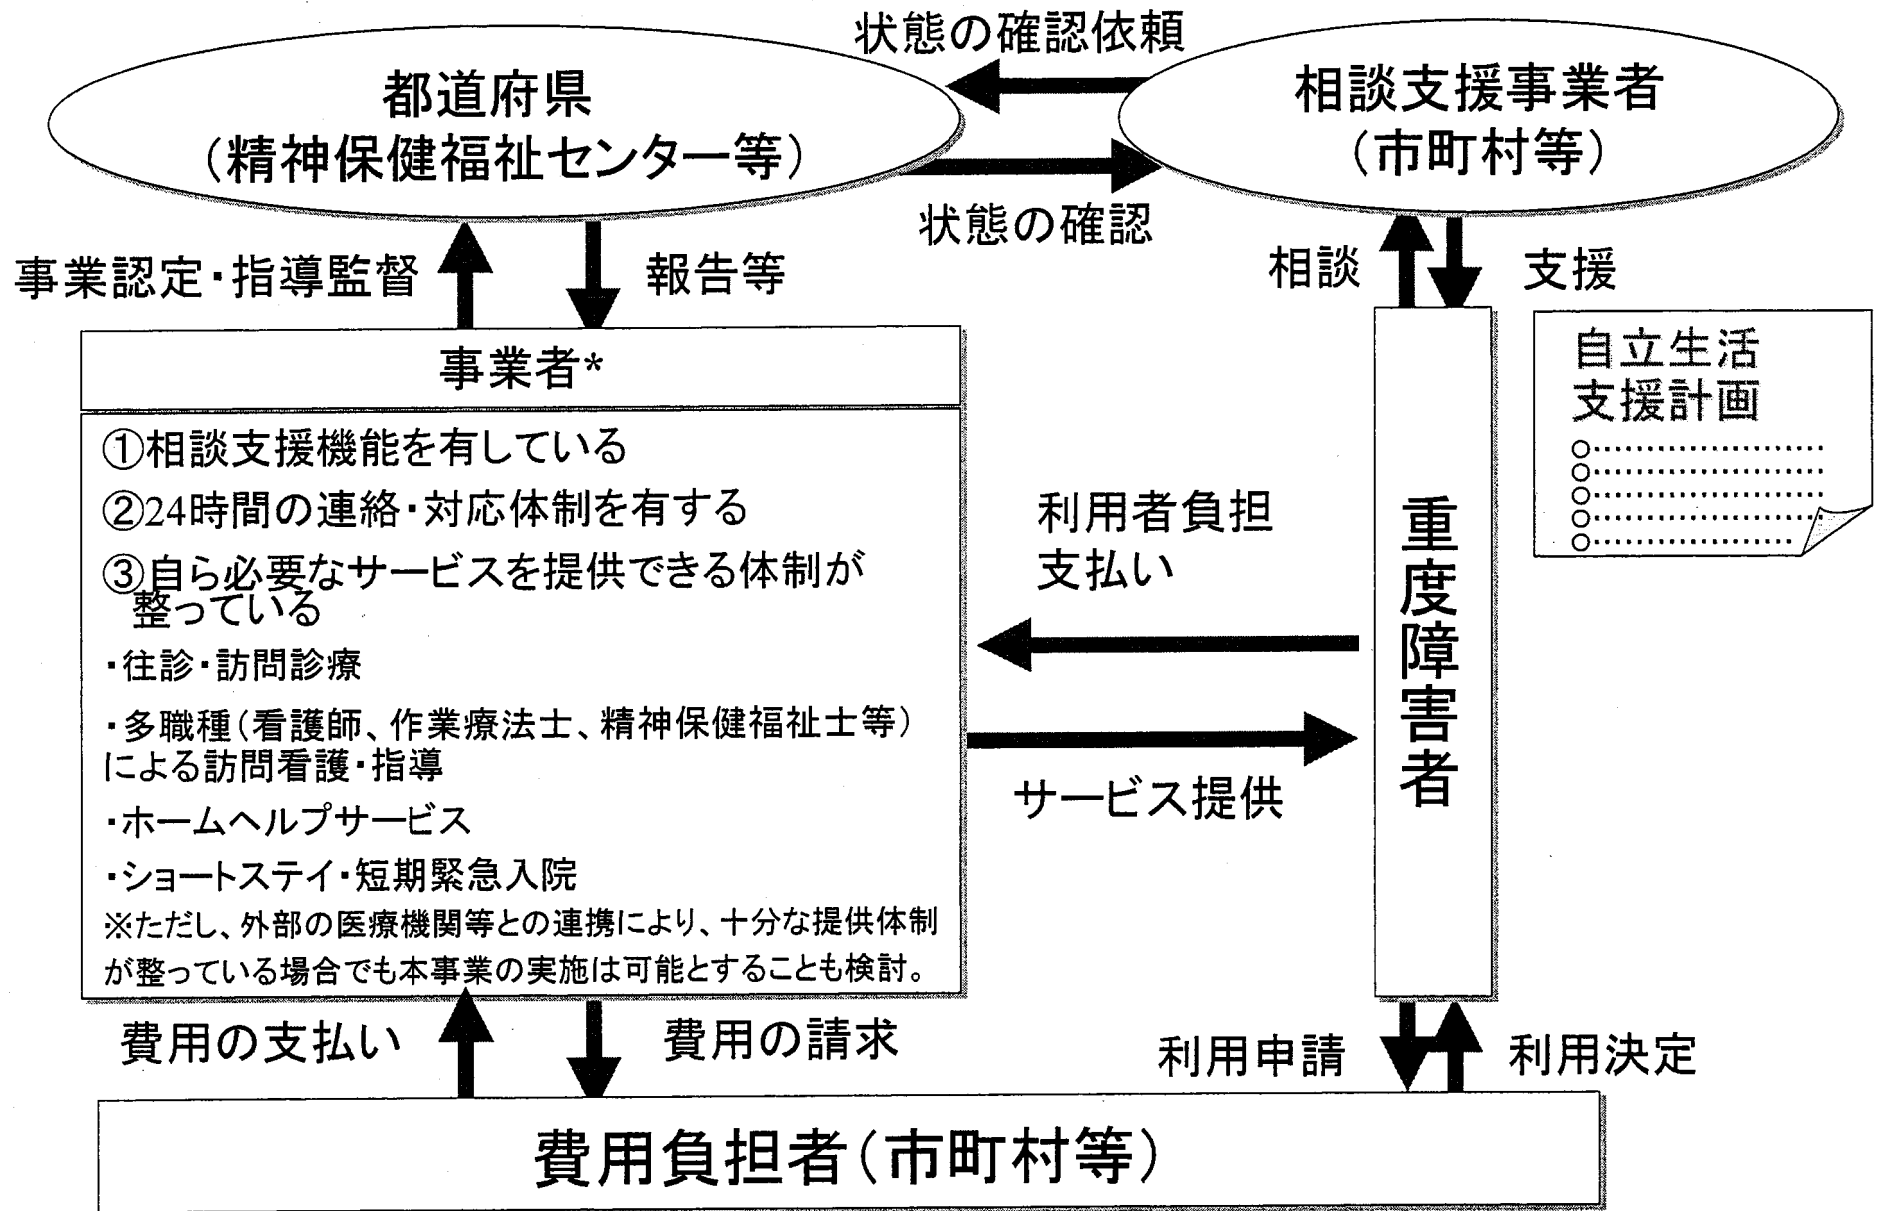 状態の確認依頼
都道府県
（精神保健福祉センター等）
相談支援事業者
（市町村等）
状態の確認
事業認定・指導監督
報告等
相談
支援
事業者*
①相談支援機能を有している
②24時間の連絡・対応体制を有する
③自ら必要なサービスを提供できる体制が
整っている
・往診・訪問診療
・多職種（看護師、作業療法士、精神保健福祉士等）
による訪問看護・指導
・ホームヘルプサービス
・ショートステイ・短期緊急入院
※ただし、外部の医療機関等との連携により、十分な提供体制
が整っている場合でも本事業の実施は可能とすることも検討。
利用者負担
支払い
サービス提供
重度障害者
自立生活
支援計画
費用の支払い
費用の請求
利用申請
利用決定
費用負担者（市町村等）